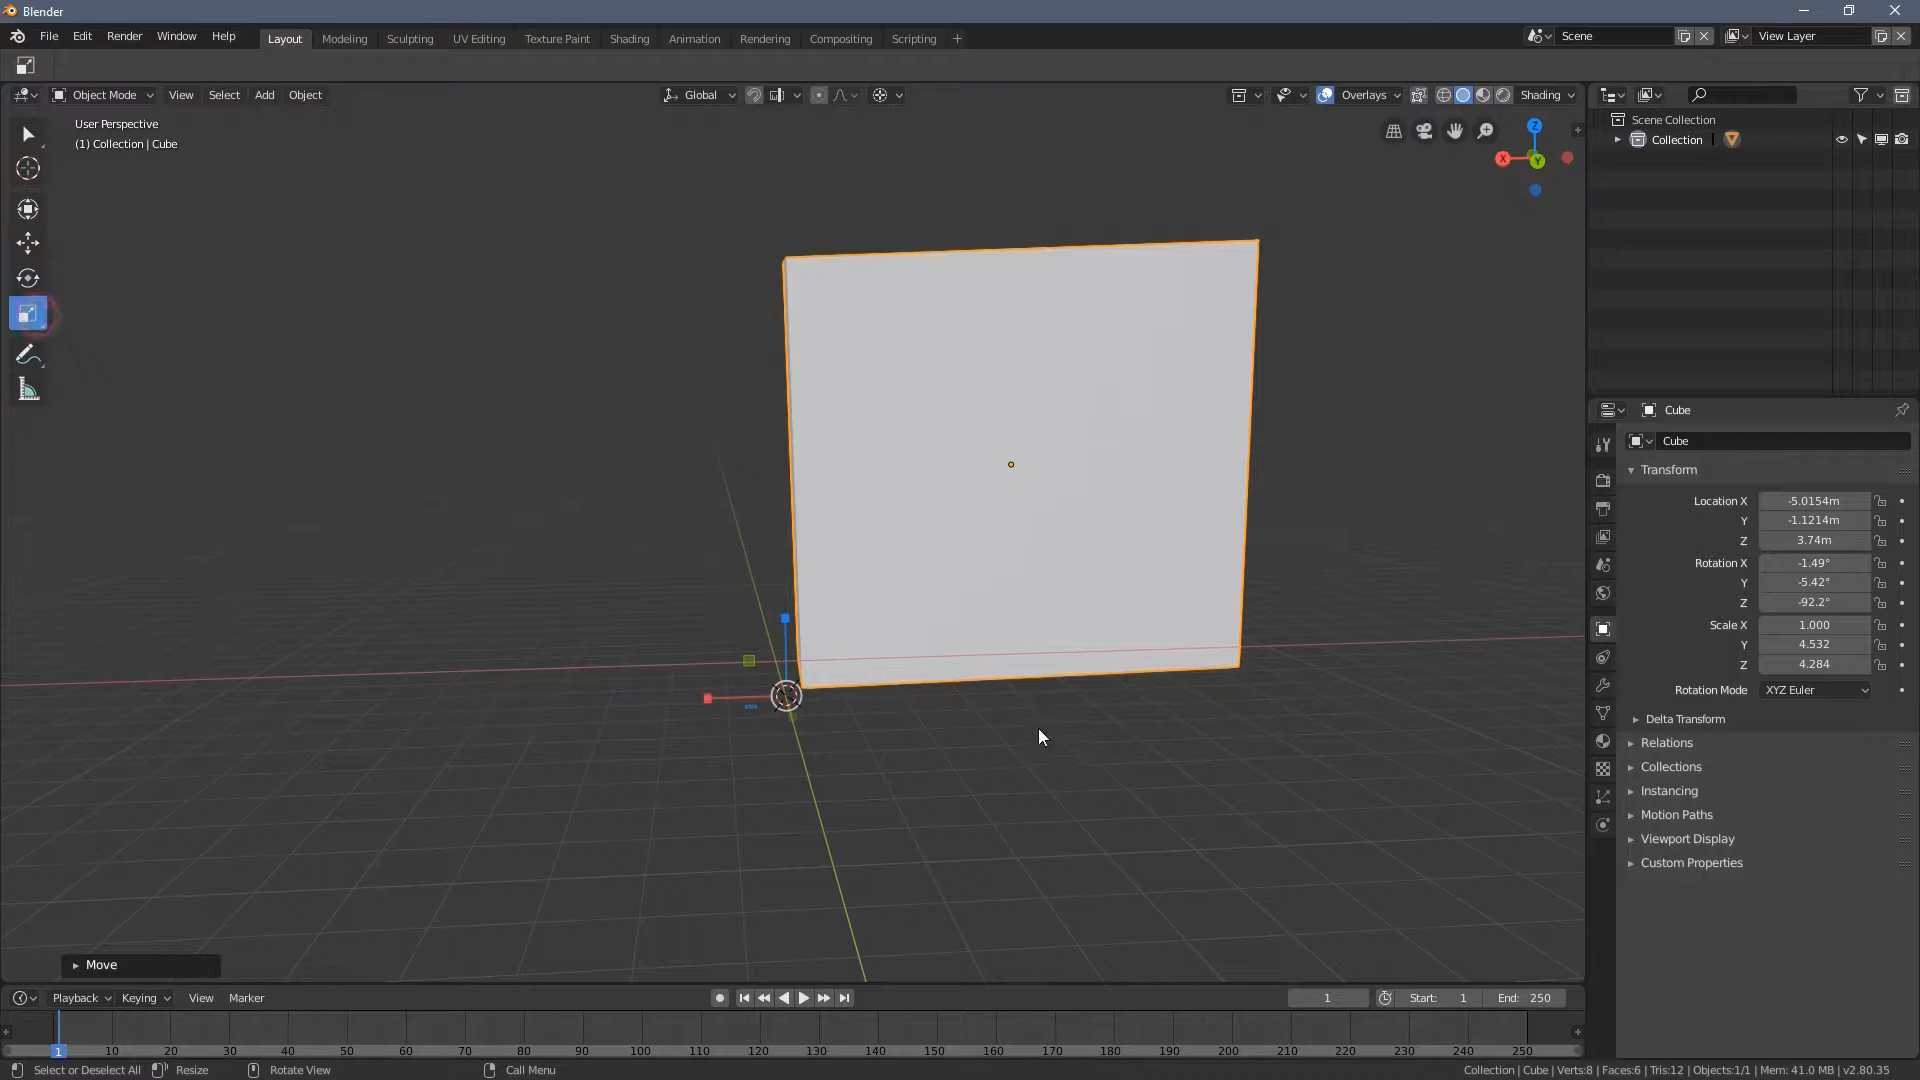 Blender
File Edit Render Window Help Layout Modeling Sculpting UV Editing Texture Paint Shading Animation Rendering Compositing Scripting + Scene View Layer
Object Mode View Select Add Object Global Overlays Shading
User Perspective
(1) Collection | Cube
Z
X
Y
Scene Collection
Collection
Cube
Cube
Transform
Location X -5.0154m
Y -1.1214m
Z 3.74m
Rotation X -1.49°
Y -5.42°
Z -92.2°
Scale X 1.000
Y 4.532
Z 4.284
Rotation Mode XYZ Euler
Delta Transform
Relations
Collections
Instancing
Motion Paths
Viewport Display
Custom Properties
Move
Playback Keying View Marker 1 Start: 1 End: 250
1 10 20 30 40 50 60 70 80 90 100 110 120 130 140 150 160 170 180 190 200 210 220 230 240 250
Select or Deselect All Resize Rotate View Call Menu Collection | Cube | Verts:8 | Faces:6 | Tris:12 | Objects:1/1 | Mem: 41.0 MB | v2.80.35